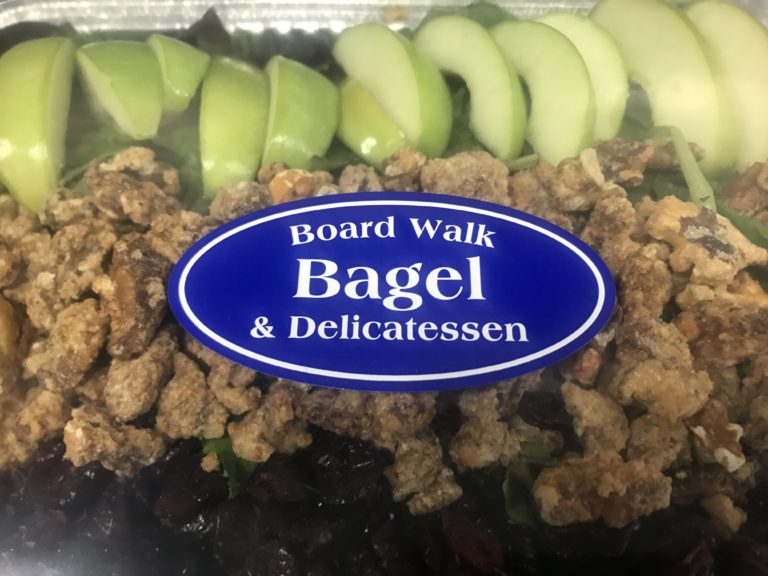 Board Walk
Bagel
& Delicatessen